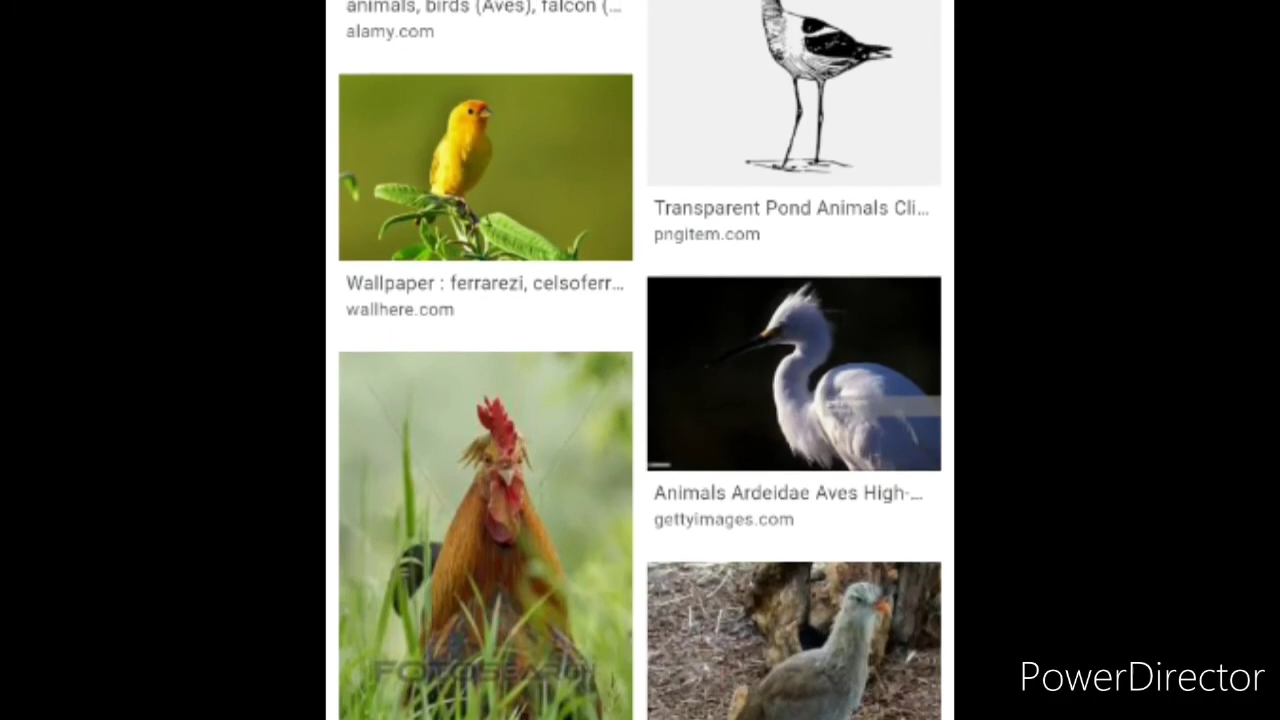 animals, birds (Aves), falcon (...
alamy.com
Wallpaper : ferrarezi, celsoferr...
wallhere.com
FOTOSEARCH
Transparent Pond Animals Cli...
pngitem.com
Animals Ardeidae Aves High-...
gettyimages.com
PowerDirector